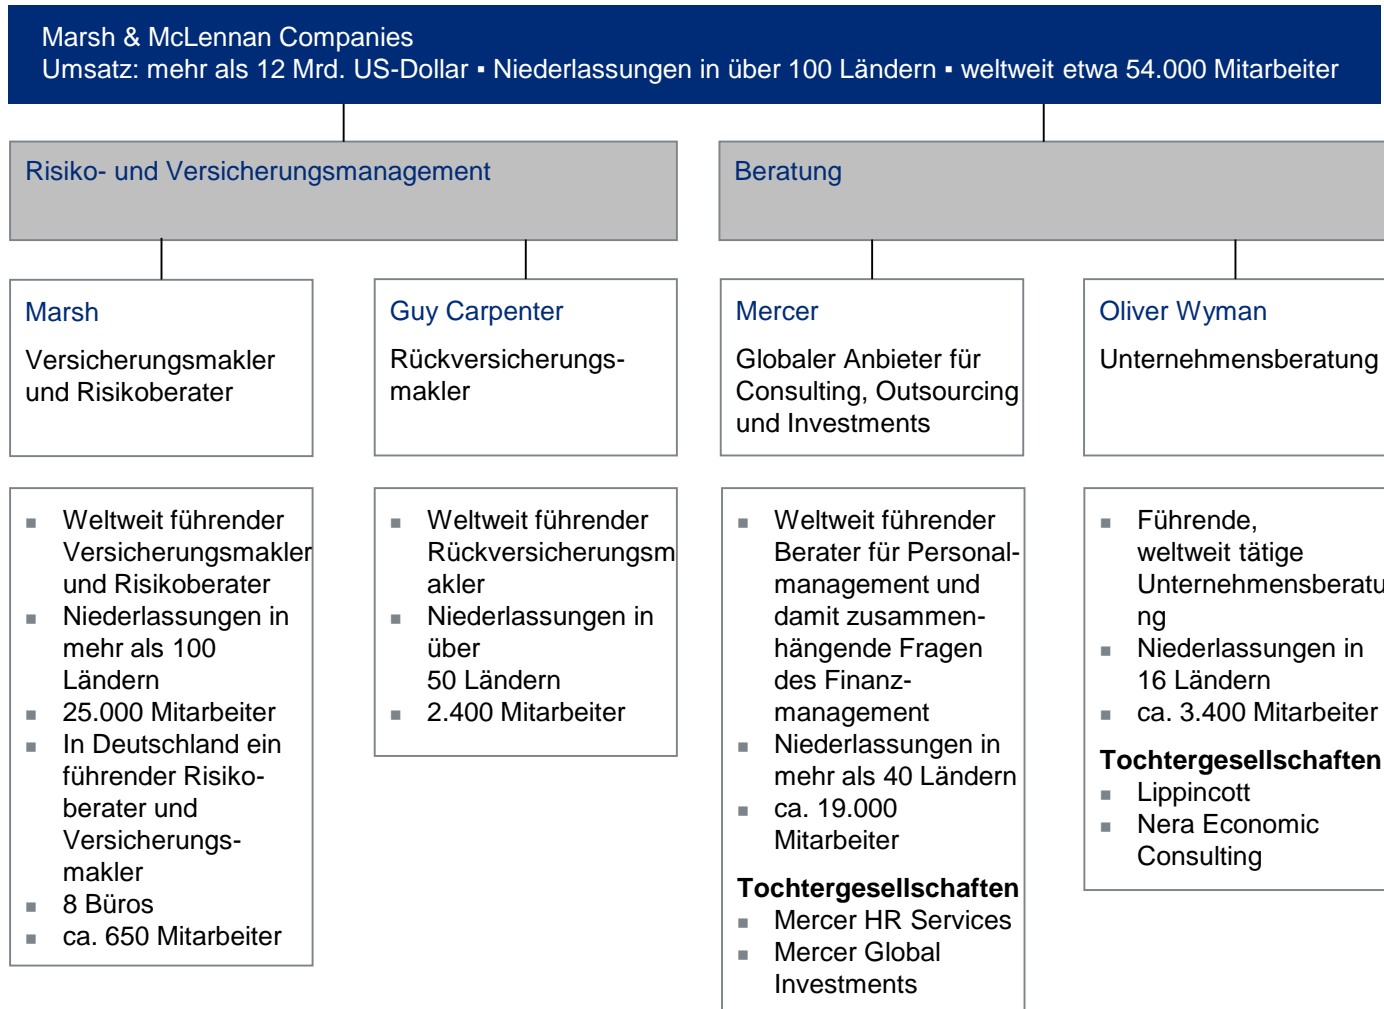 Marsh & McLennan Companies
Umsatz: mehr als 12 Mrd. US-Dollar ▪ Niederlassungen in über 100 Ländern ▪ weltweit etwa 54.000 Mitarbeiter
Risiko- und Versicherungsmanagement
Beratung
Marsh
Versicherungsmakler
und Risikoberater
Guy Carpenter
Rückversicherungs-
makler
Mercer
Globaler Anbieter für
Consulting, Outsourcing
und Investments
Oliver Wyman
Unternehmensberatung
▪ Weltweit führender
Versicherungsmakler
und Risikoberater
▪ Niederlassungen in
mehr als 100
Ländern
▪ 25.000 Mitarbeiter
▪ In Deutschland ein
führender Risiko-
berater und
Versicherungs-
makler
▪ 8 Büros
▪ ca. 650 Mitarbeiter
▪ Weltweit führender
Rückversicherungsm
akler
▪ Niederlassungen in
über
50 Ländern
▪ 2.400 Mitarbeiter
▪ Weltweit führender
Berater für Personal-
management und
damit zusammen-
hängende Fragen
des Finanz-
management
▪ Niederlassungen in
mehr als 40 Ländern
▪ ca. 19.000
Mitarbeiter
Tochtergesellschaften
▪ Mercer HR Services
▪ Mercer Global
Investments
▪ Führende,
weltweit tätige
Unternehmensberatu
ng
▪ Niederlassungen in
16 Ländern
▪ ca. 3.400 Mitarbeiter
Tochtergesellschaften
▪ Lippincott
▪ Nera Economic
Consulting